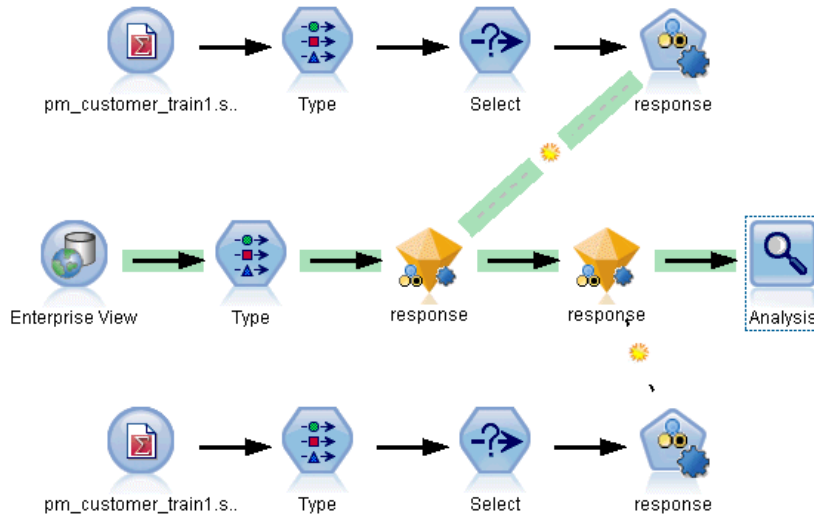 pm_customer_train1.s..
Type
Select
response
Enterprise View
Type
response
response
Analysis
pm_customer_train1.s..
Type
Select
response